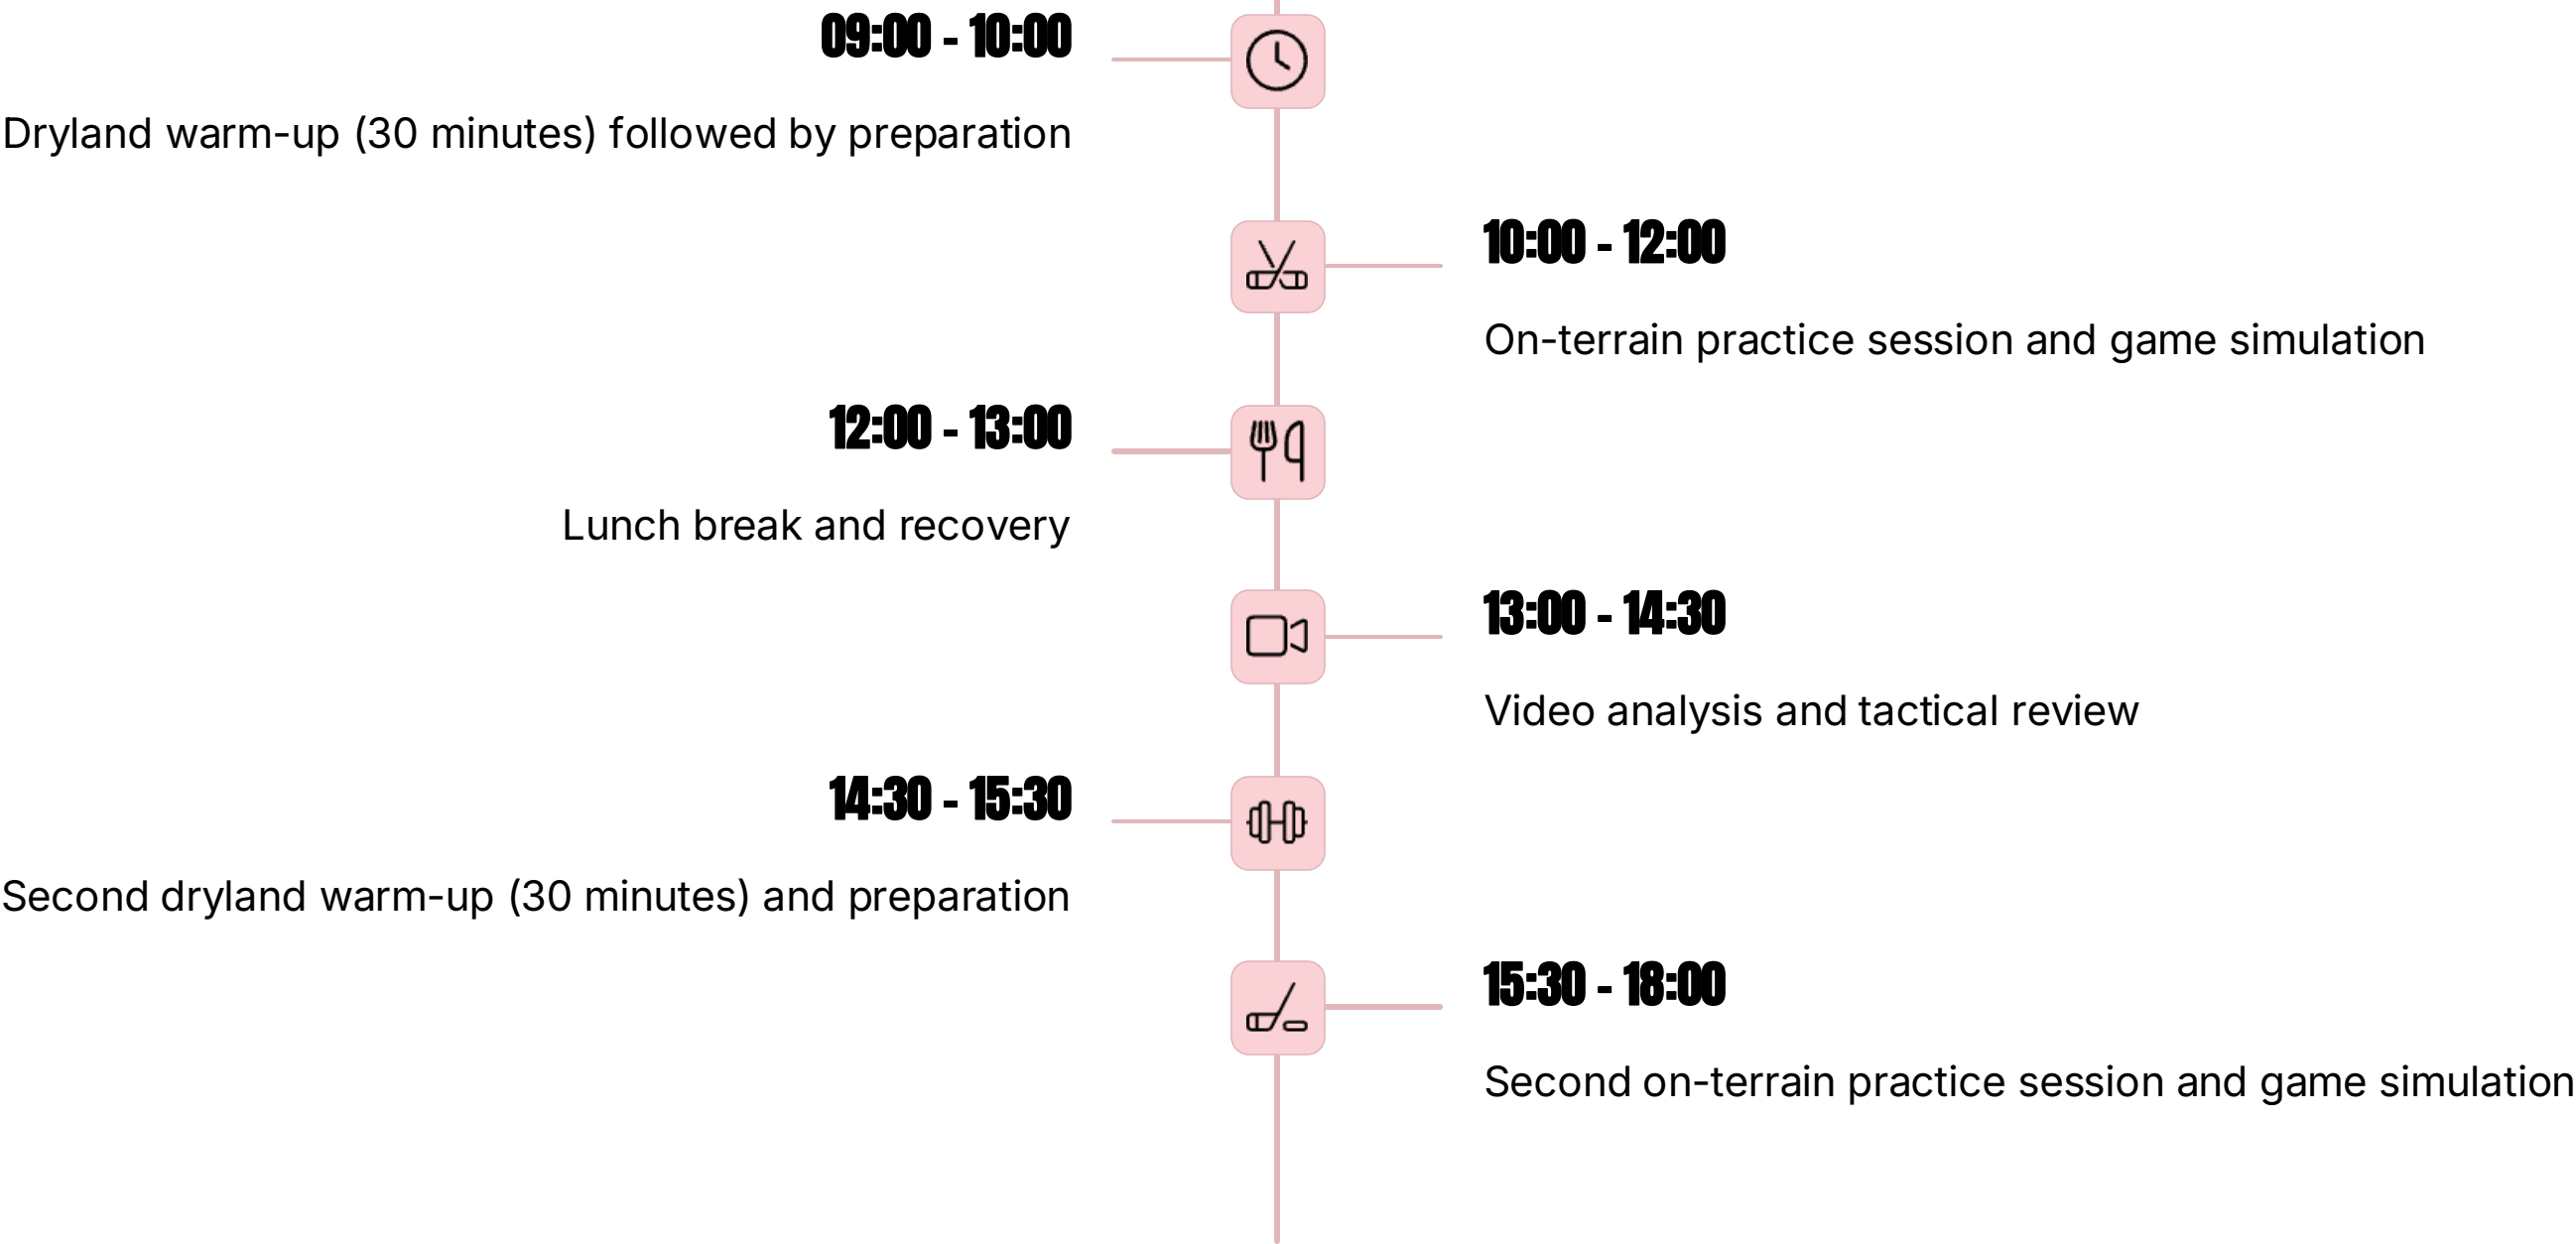 09:00 - 10:00
Dryland warm-up (30 minutes) followed by preparation
10:00 - 12:00
On-terrain practice session and game simulation
12:00 - 13:00
Lunch break and recovery
13:00 - 14:30
Video analysis and tactical review
14:30 - 15:30
Second dryland warm-up (30 minutes) and preparation
15:30 - 18:00
Second on-terrain practice session and game simulation